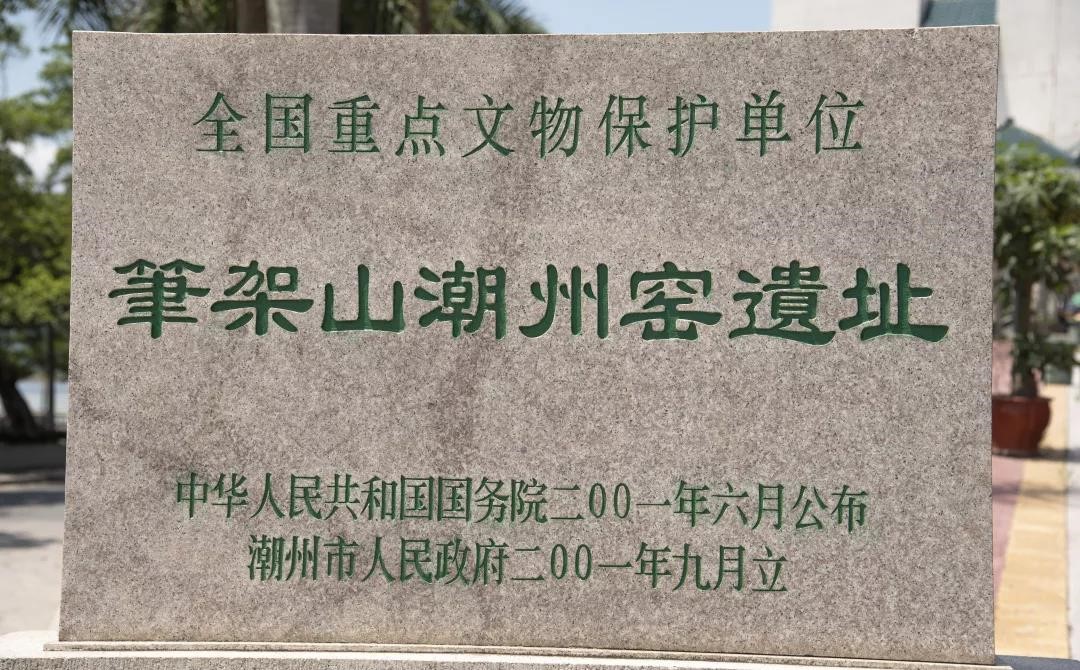 全国重点文物保护单位
筆架山潮州窑遺址
中华人民共和国国务院二00一年六月公布
潮州市人民政府二00一年九月立